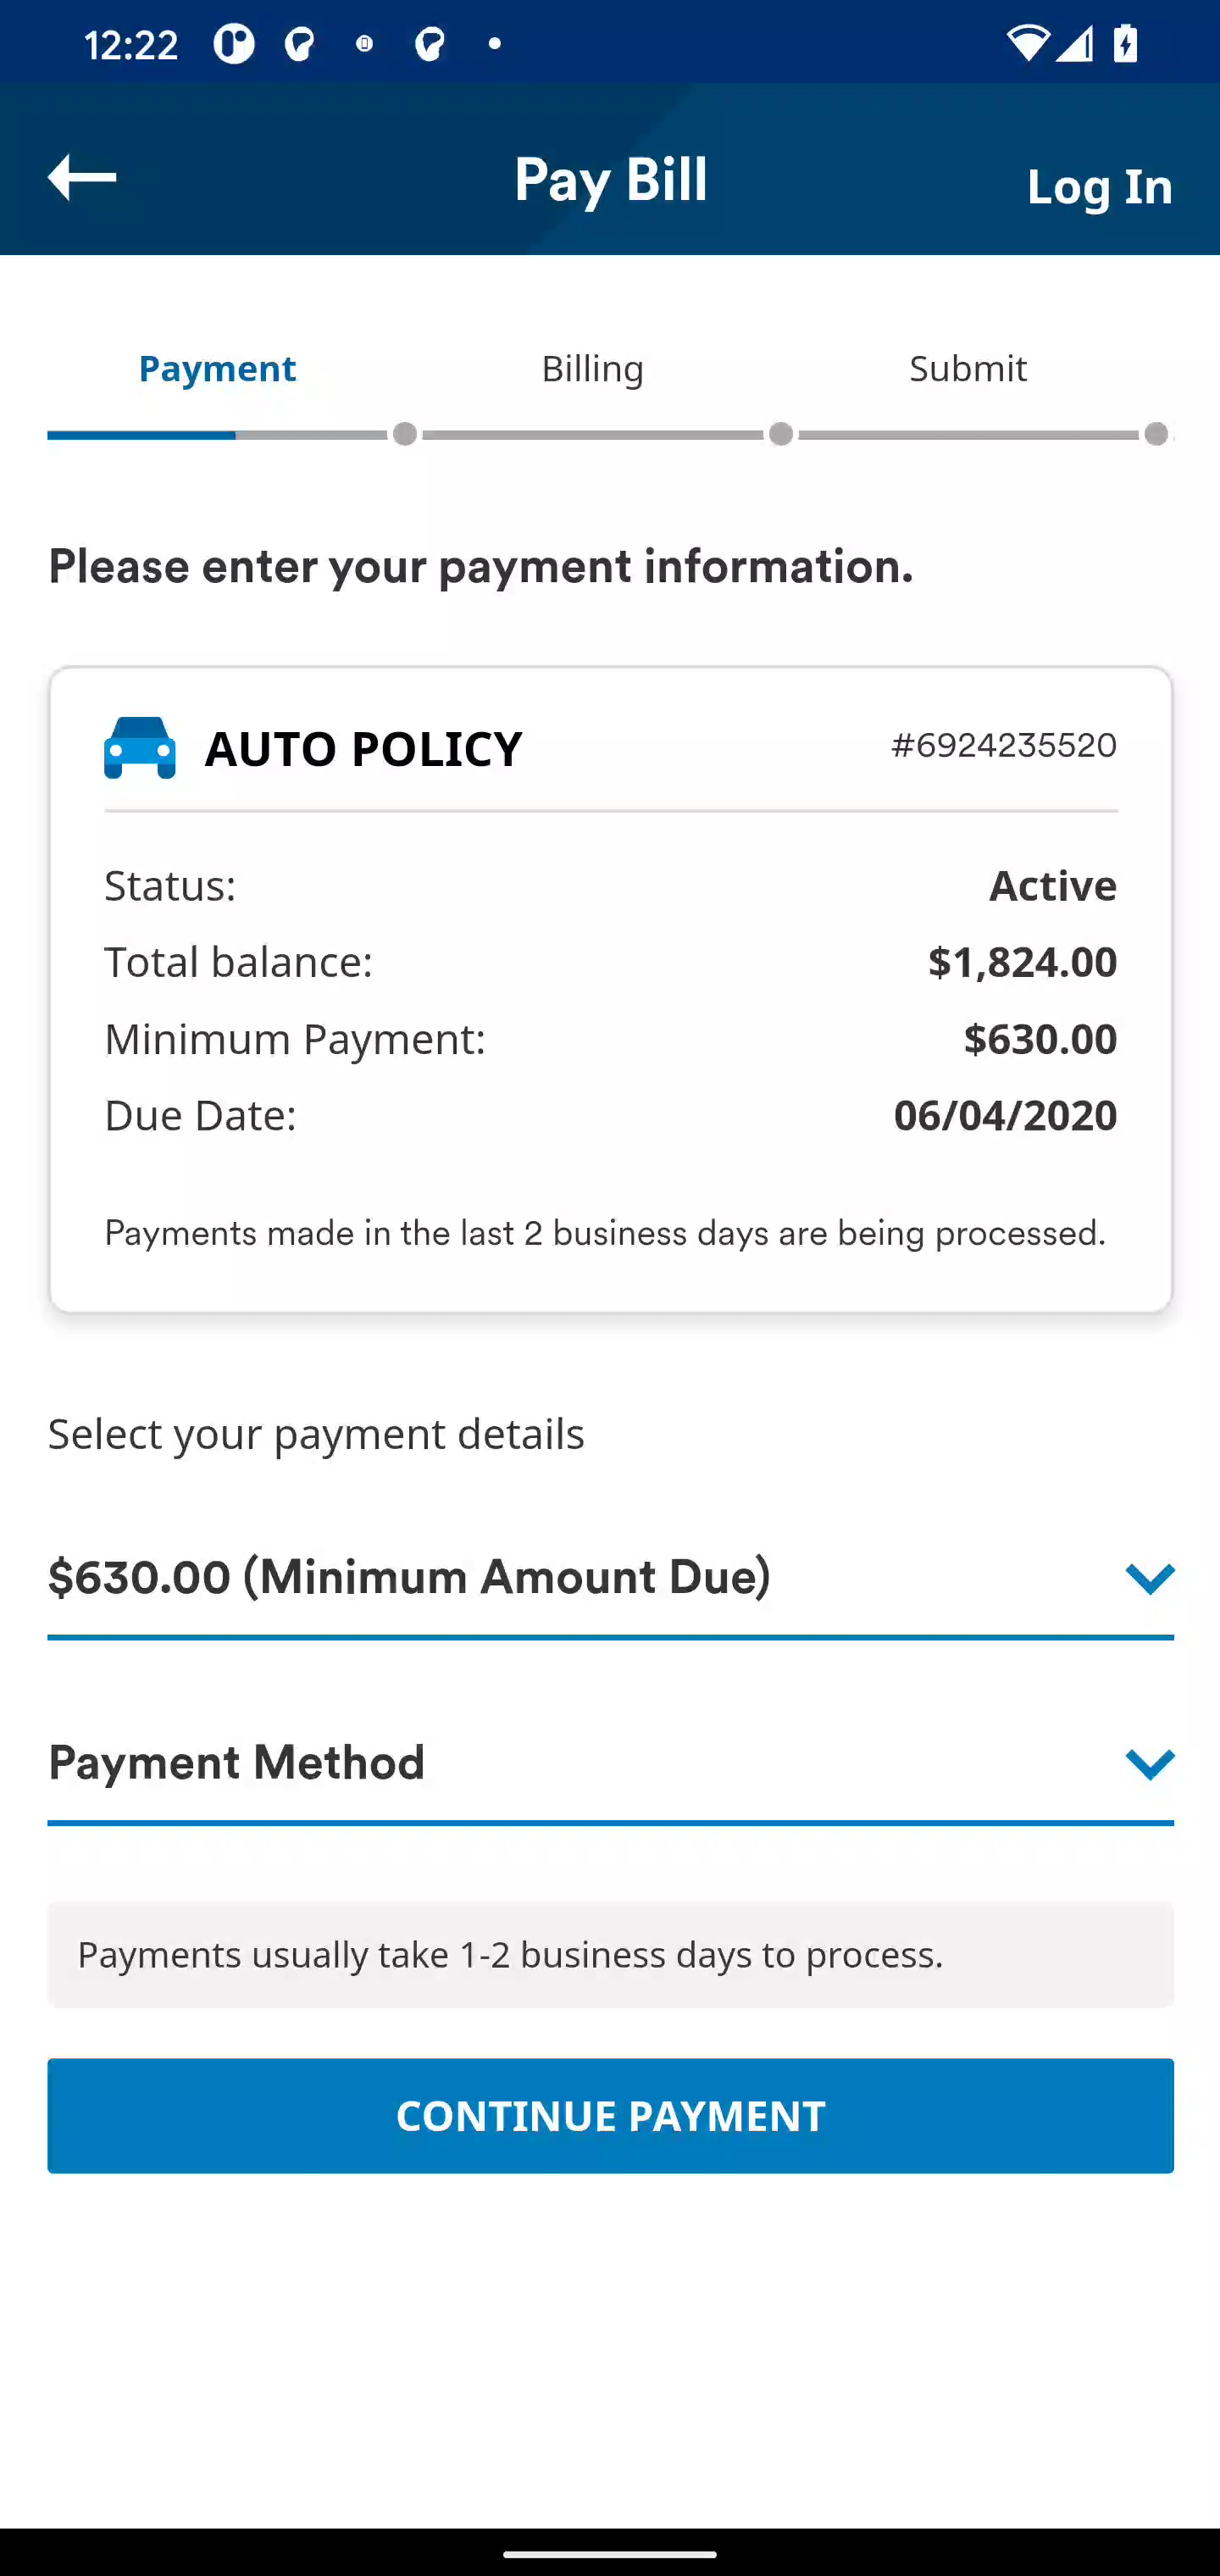 12:22
Pay Bill
Log In
Payment
Billing
Submit
Please enter your payment information.
AUTO POLICY
#6924235520
Status: Active
Total balance: $1,824.00
Minimum Payment: $630.00
Due Date: 06/04/2020
Payments made in the last 2 business days are being processed.
Select your payment details
$630.00 (Minimum Amount Due)
Payment Method
Payments usually take 1-2 business days to process.
CONTINUE PAYMENT